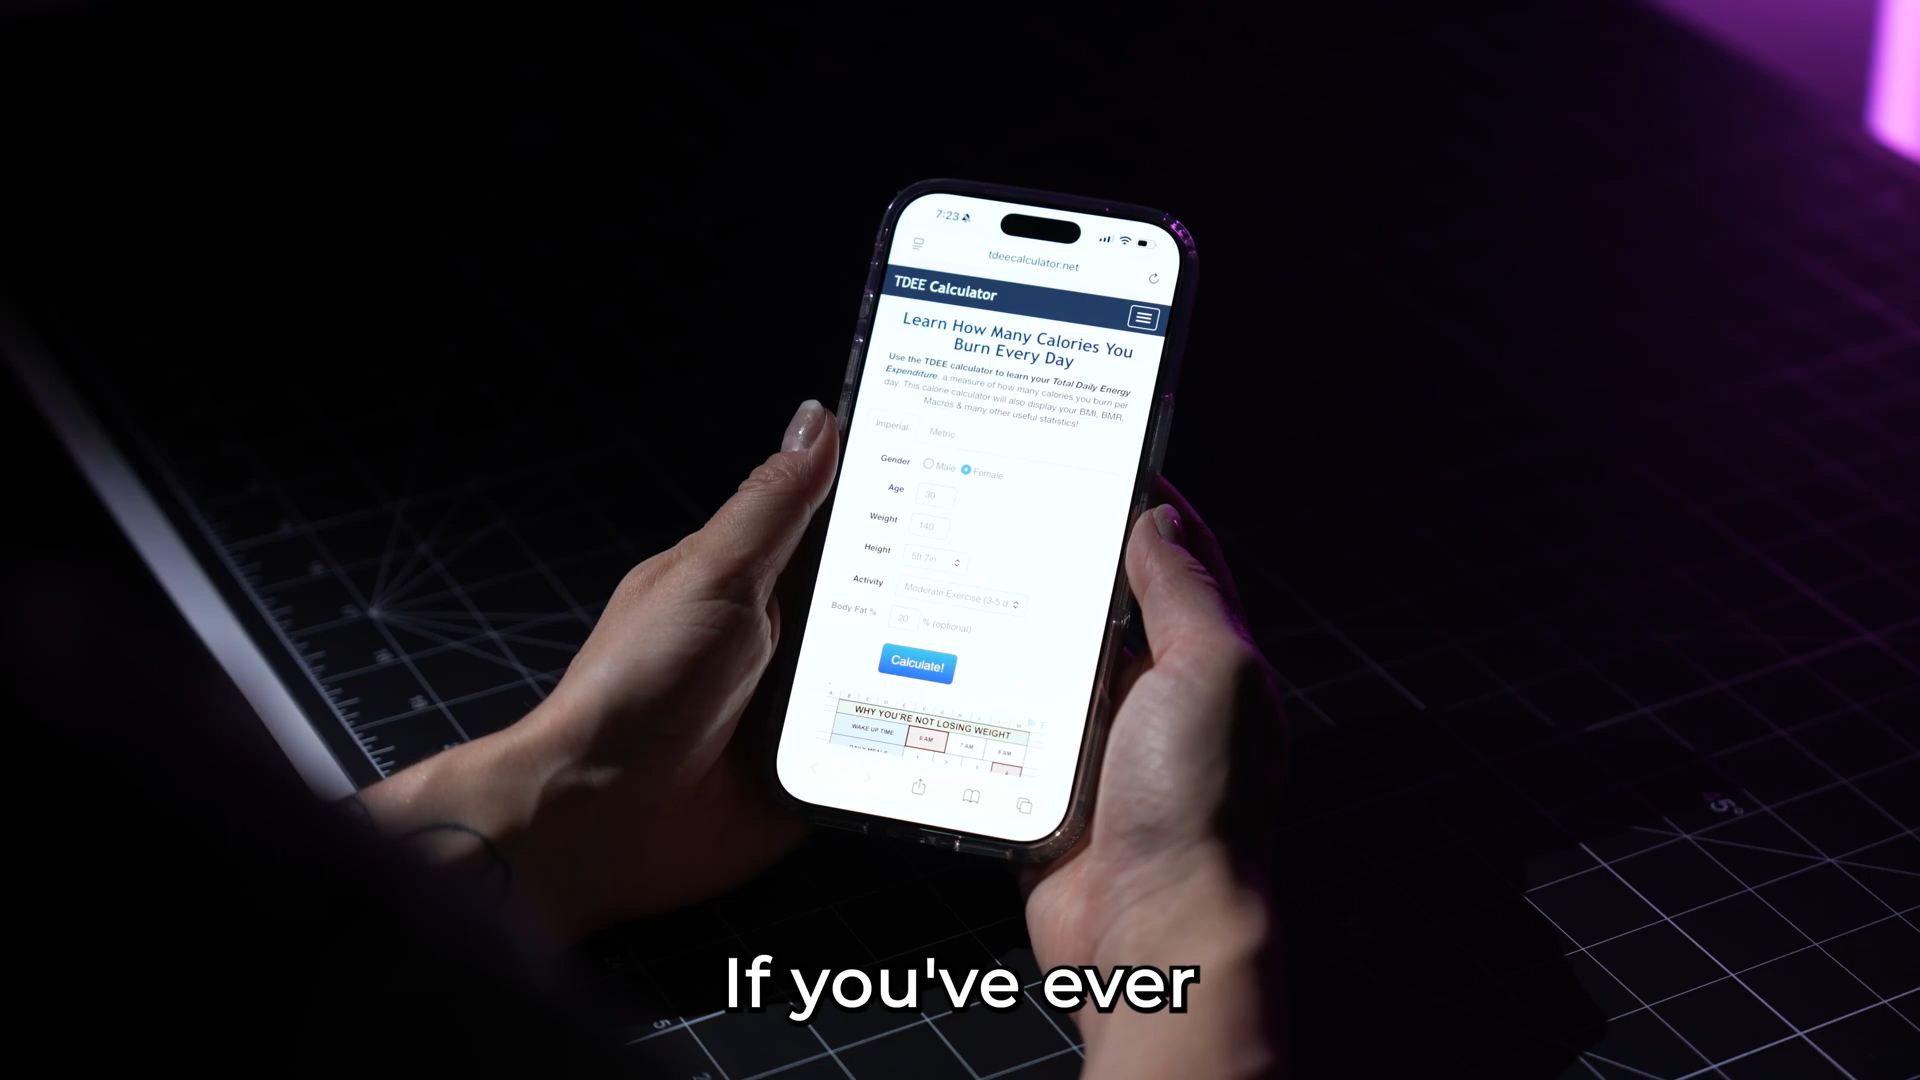 7:23
tdeecalculator.net
TDEE Calculator
Learn How Many Calories You
Burn Every Day
Use the TDEE calculator to learn your Total Daily Energy
Expenditure, a measure of how many calories you burn per
day. This calorie calculator will also display your BMI, BMR,
Macros & many other useful statistics!
Imperial Metric
Gender Male Female
Age 30
Weight 140
Height 5ft 7in
Activity Moderate Exercise (3-5 d
Body Fat % 20 % (optional)
Calculate!
WHY YOU'RE NOT LOSING WEIGHT
WAKE UP TIME 6 AM 7 AM 8 AM
5°
If you've ever